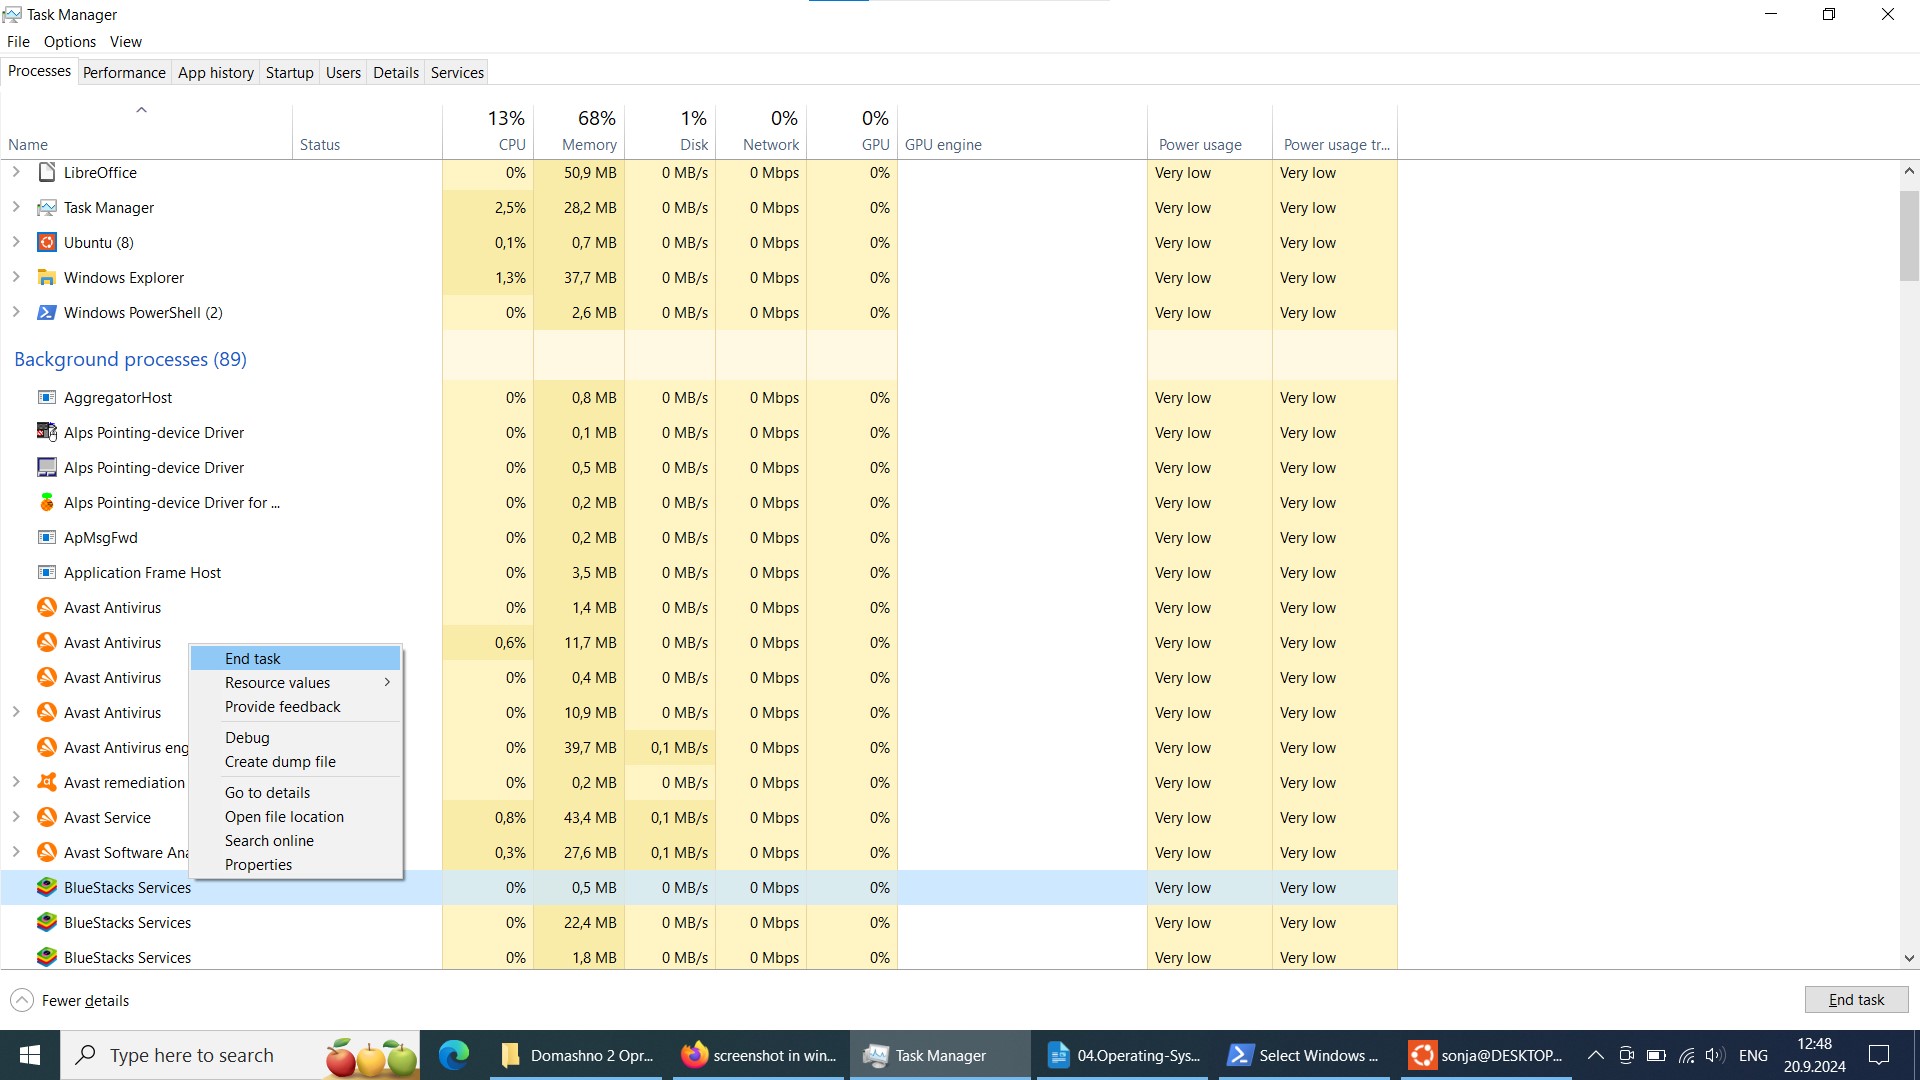 Task Manager
File Options View
Processes Performance App history Startup Users Details Services
13% 68% 1% 0% 0%
Name Status CPU Memory Disk Network GPU GPU engine Power usage Power usage tr...
LibreOffice 0% 50,9 MB 0 MB/s 0 Mbps 0% Very low Very low
Task Manager 2,5% 28,2 MB 0 MB/s 0 Mbps 0% Very low Very low
Ubuntu (8) 0,1% 0,7 MB 0 MB/s 0 Mbps 0% Very low Very low
Windows Explorer 1,3% 37,7 MB 0 MB/s 0 Mbps 0% Very low Very low
Windows PowerShell (2) 0% 2,6 MB 0 MB/s 0 Mbps 0% Very low Very low
Background processes (89)
AggregatorHost 0% 0,8 MB 0 MB/s 0 Mbps 0% Very low Very low
Alps Pointing-device Driver 0% 0,1 MB 0 MB/s 0 Mbps 0% Very low Very low
Alps Pointing-device Driver 0% 0,5 MB 0 MB/s 0 Mbps 0% Very low Very low
Alps Pointing-device Driver for ... 0% 0,2 MB 0 MB/s 0 Mbps 0% Very low Very low
ApMsgFwd 0% 0,2 MB 0 MB/s 0 Mbps 0% Very low Very low
Application Frame Host 0% 3,5 MB 0 MB/s 0 Mbps 0% Very low Very low
Avast Antivirus 0% 1,4 MB 0 MB/s 0 Mbps 0% Very low Very low
Avast Antivirus 0,6% 11,7 MB 0 MB/s 0 Mbps 0% Very low Very low
Avast Antivirus 0% 0,4 MB 0 MB/s 0 Mbps 0% Very low Very low
Avast Antivirus 0% 10,9 MB 0 MB/s 0 Mbps 0% Very low Very low
Avast Antivirus eng 0% 39,7 MB 0,1 MB/s 0 Mbps 0% Very low Very low
Avast remediation 0% 0,2 MB 0 MB/s 0 Mbps 0% Very low Very low
Avast Service 0,8% 43,4 MB 0,1 MB/s 0 Mbps 0% Very low Very low
Avast Software Ana 0,3% 27,6 MB 0,1 MB/s 0 Mbps 0% Very low Very low
BlueStacks Services 0% 0,5 MB 0 MB/s 0 Mbps 0% Very low Very low
BlueStacks Services 0% 22,4 MB 0 MB/s 0 Mbps 0% Very low Very low
BlueStacks Services 0% 1,8 MB 0 MB/s 0 Mbps 0% Very low Very low
End task
Resource values
Provide feedback
Debug
Create dump file
Go to details
Open file location
Search online
Properties
Fewer details End task
Type here to search Domashno 2 Opr... screenshot in win... Task Manager 04.Operating-Sys... Select Windows ... sonja@DESKTOP... ENG
12:48
20.9.2024